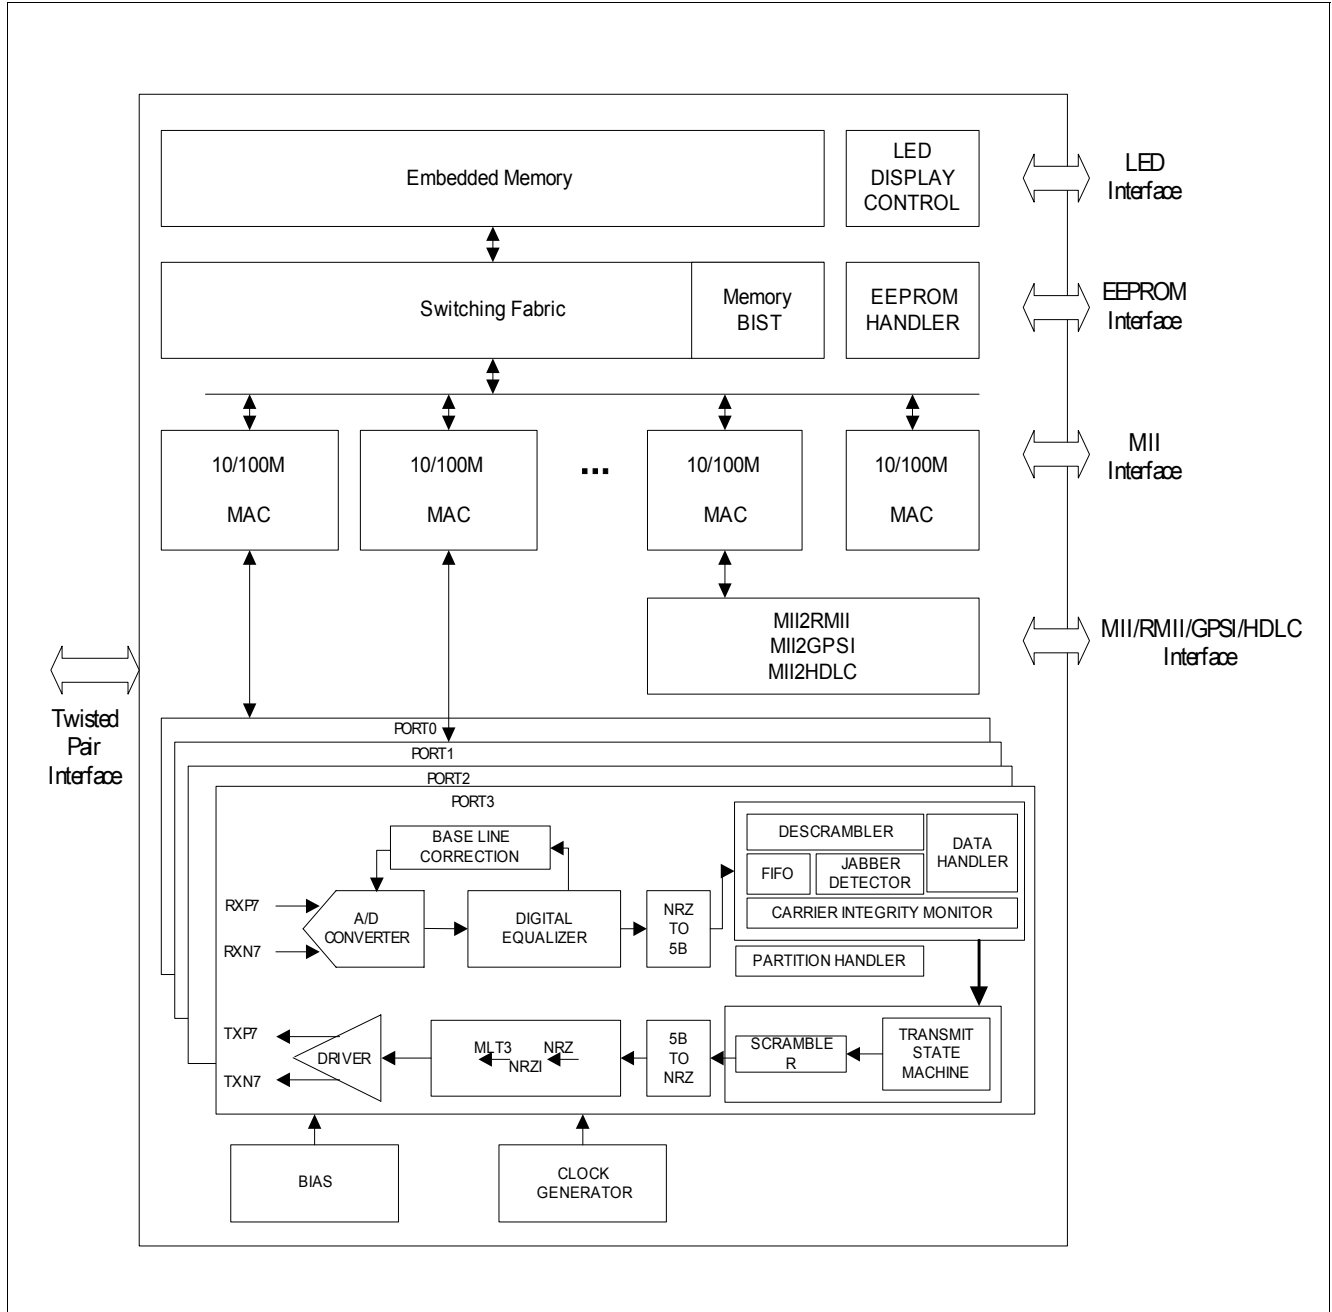 Embedded Memory
LED
DISPLAY
CONTROL
LED
Interface
Switching Fabric
Memory
BIST
EEPROM
HANDLER
EEPROM
Interface
10/100M
MAC
10/100M
MAC
...
10/100M
MAC
10/100M
MAC
MII
Interface
MII2RMII
MII2GPSI
MII2HDLC
MII/RMII/GPSI/HDLC
Interface
Twisted
Pair
Interface
PORT0
PORT1
PORT2
PORT3
BASE LINE
CORRECTION
RXP7
RXN7
A/D
CONVERTER
DIGITAL
EQUALIZER
NRZ
TO
5B
DESCRAMBLER
FIFO
JABBER
DETECTOR
DATA
HANDLER
CARRIER INTEGRITY MONITOR
PARTITION HANDLER
TXP7
TXN7
DRIVER
MLT3
NRZI
NRZ
5B
TO
NRZ
SCRAMBLE
R
TRANSMIT
STATE
MACHINE
BIAS
CLOCK
GENERATOR